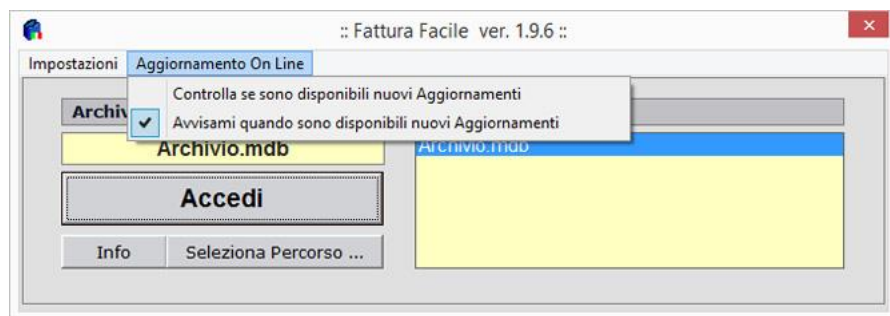 :: Fattura Facile ver. 1.9.6 ::
Impostazioni Aggiornamento On Line
Controlla se sono disponibili nuovi Aggiornamenti
Avvisami quando sono disponibili nuovi Aggiornamenti
Archivio.mdb
Archivio.mdb
Accedi
Info Seleziona Percorso ...